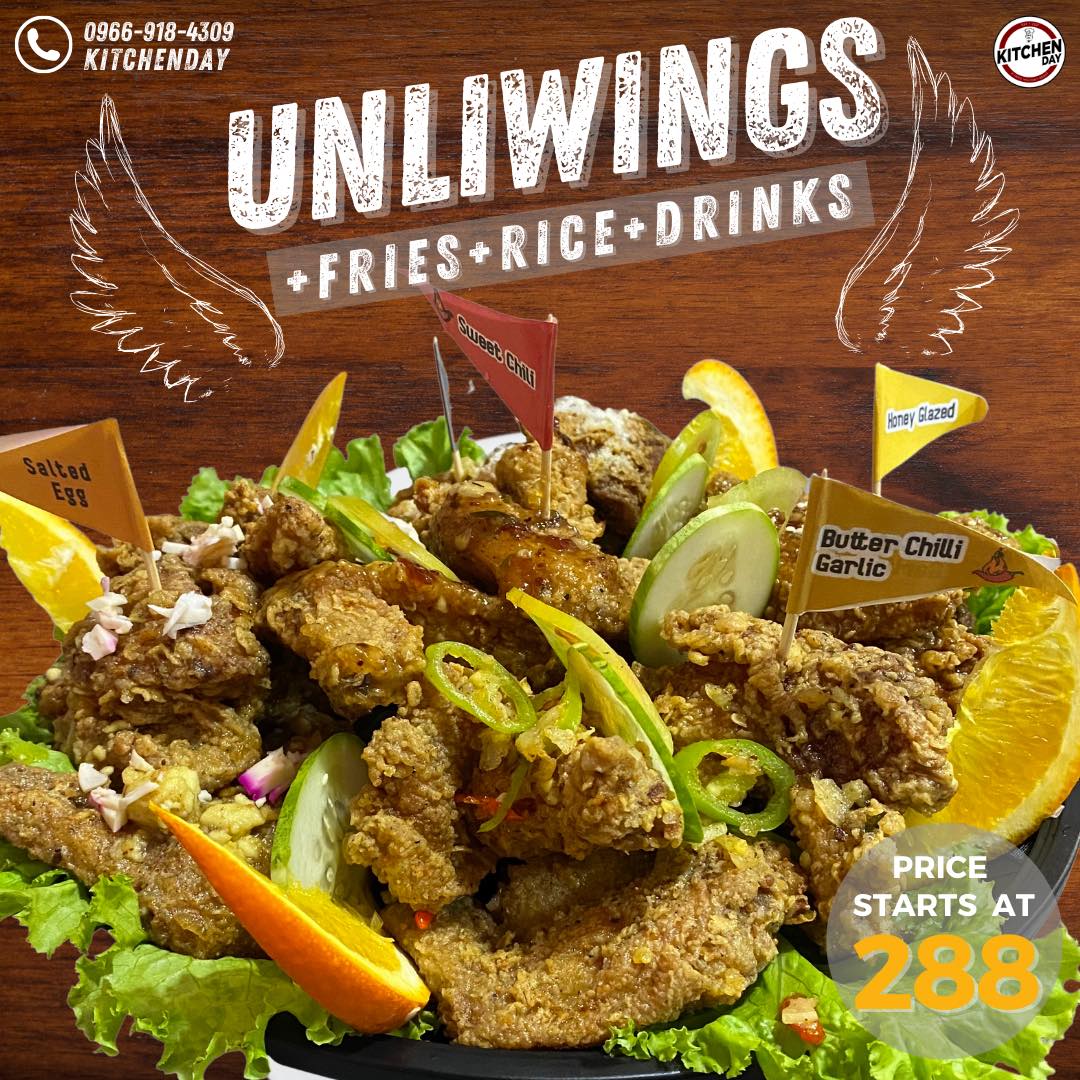 0966-918-4309
KITCHENDAY
KITCHEN
DAY
UNLIWINGS
+FRIES+RICE+DRINKS
Sweet Chili
Honey Glazed
Salted
Egg
Butter Chilli
Garlic
PRICE
STARTS AT
288